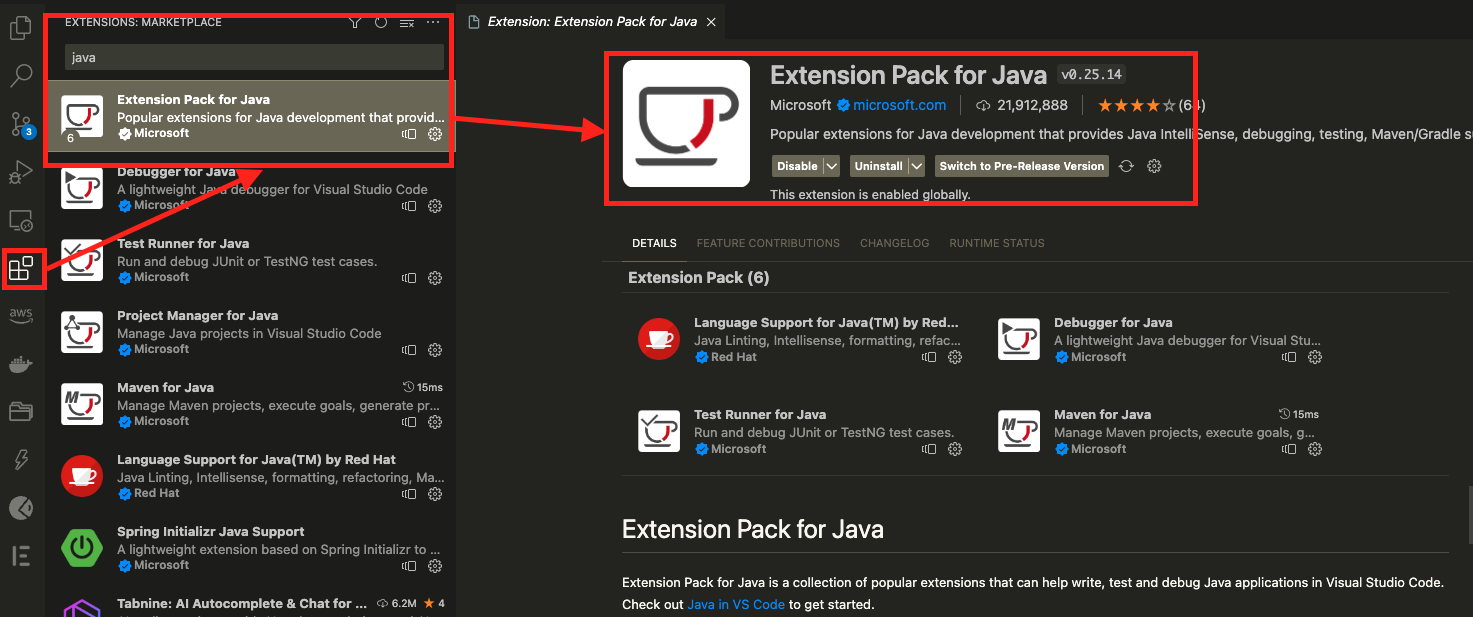 EXTENSIONS: MARKETPLACE
java
Extension Pack for Java
Popular extensions for Java development that provid...
Microsoft
6
3
Debugger for Java
A lightweight Java debugger for Visual Studio Code
Microsoft
Test Runner for Java
Run and debug JUnit or TestNG test cases.
Microsoft
Project Manager for Java
Manage Java projects in Visual Studio Code
Microsoft
aws
Maven for Java 15ms
Manage Maven projects, execute goals, generate pr...
Microsoft
Language Support for Java(TM) by Red Hat
Java Linting, Intellisense, formatting, refactoring, Ma...
Red Hat
Spring Initializr Java Support
A lightweight extension based on Spring Initializr to ...
Microsoft
Tabnine: AI Autocomplete & Chat for ... 6.2M 4
Extension: Extension Pack for Java
Extension Pack for Java v0.25.14
Microsoft microsoft.com 21,912,888 (64)
Popular extensions for Java development that provides Java IntelliSense, debugging, testing, Maven/Gradle su
Disable Uninstall Switch to Pre-Release Version
This extension is enabled globally.
DETAILS FEATURE CONTRIBUTIONS CHANGELOG RUNTIME STATUS
Extension Pack (6)
Language Support for Java(TM) by Red...
Java Linting, Intellisense, formatting, refac...
Red Hat
Debugger for Java
A lightweight Java debugger for Visual Stu...
Microsoft
Test Runner for Java
Run and debug JUnit or TestNG test cases.
Microsoft
Maven for Java 15ms
Manage Maven projects, execute goals, g...
Microsoft
Extension Pack for Java
Extension Pack for Java is a collection of popular extensions that can help write, test and debug Java applications in Visual Studio Code.
Check out Java in VS Code to get started.